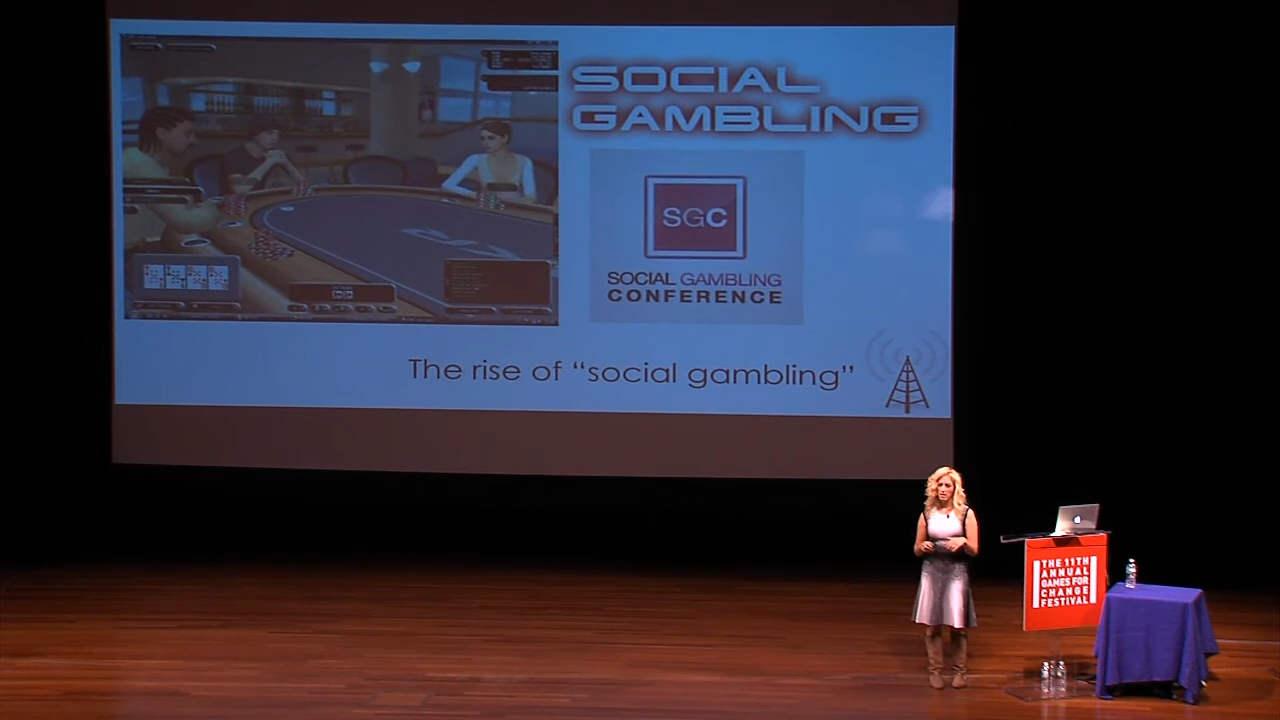 SOCIAL
GAMBLING
SGC
SOCIAL GAMBLING
CONFERENCE
The rise of “social gambling”
THE 11TH
ANNUAL
GAMES FOR
CHANGE
FESTIVAL